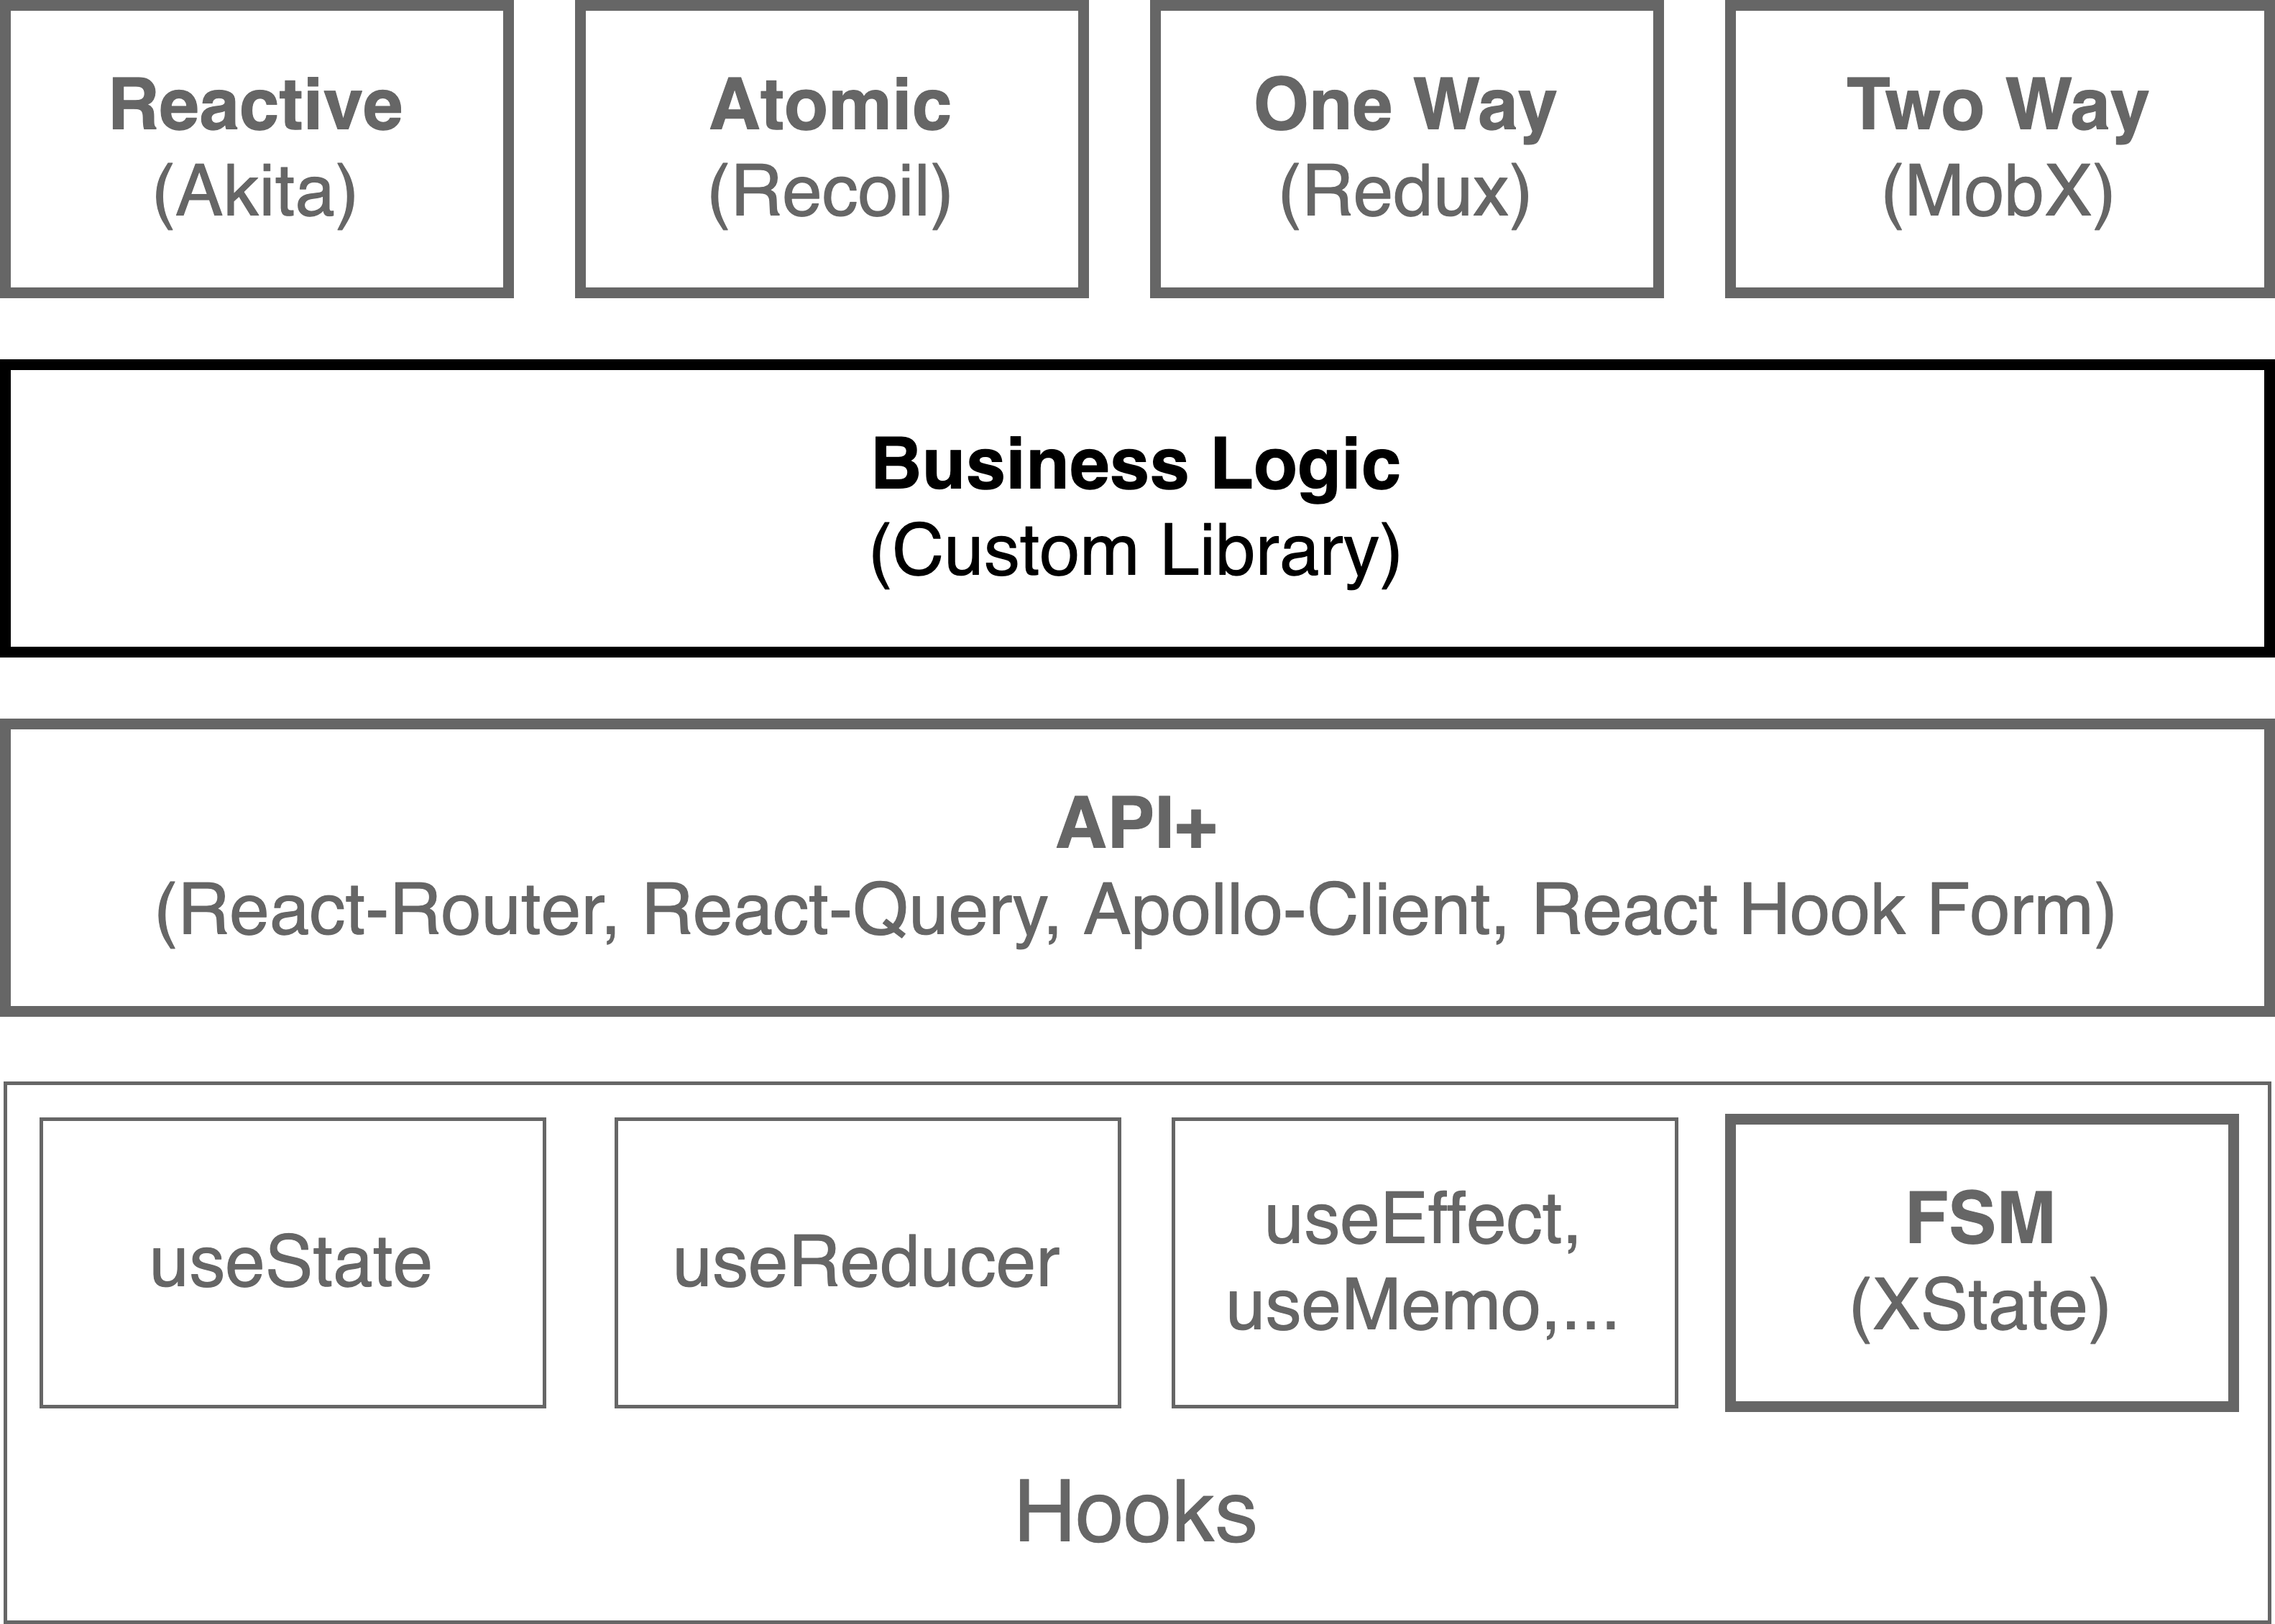 Reactive
(Akita)
Atomic
(Recoil)
One Way
(Redux)
Two Way
(MobX)
Business Logic
(Custom Library)
API+
(React-Router, React-Query, Apollo-Client, React Hook Form)
useState
useReducer
useEffect,
useMemo,...
FSM
(XState)
Hooks